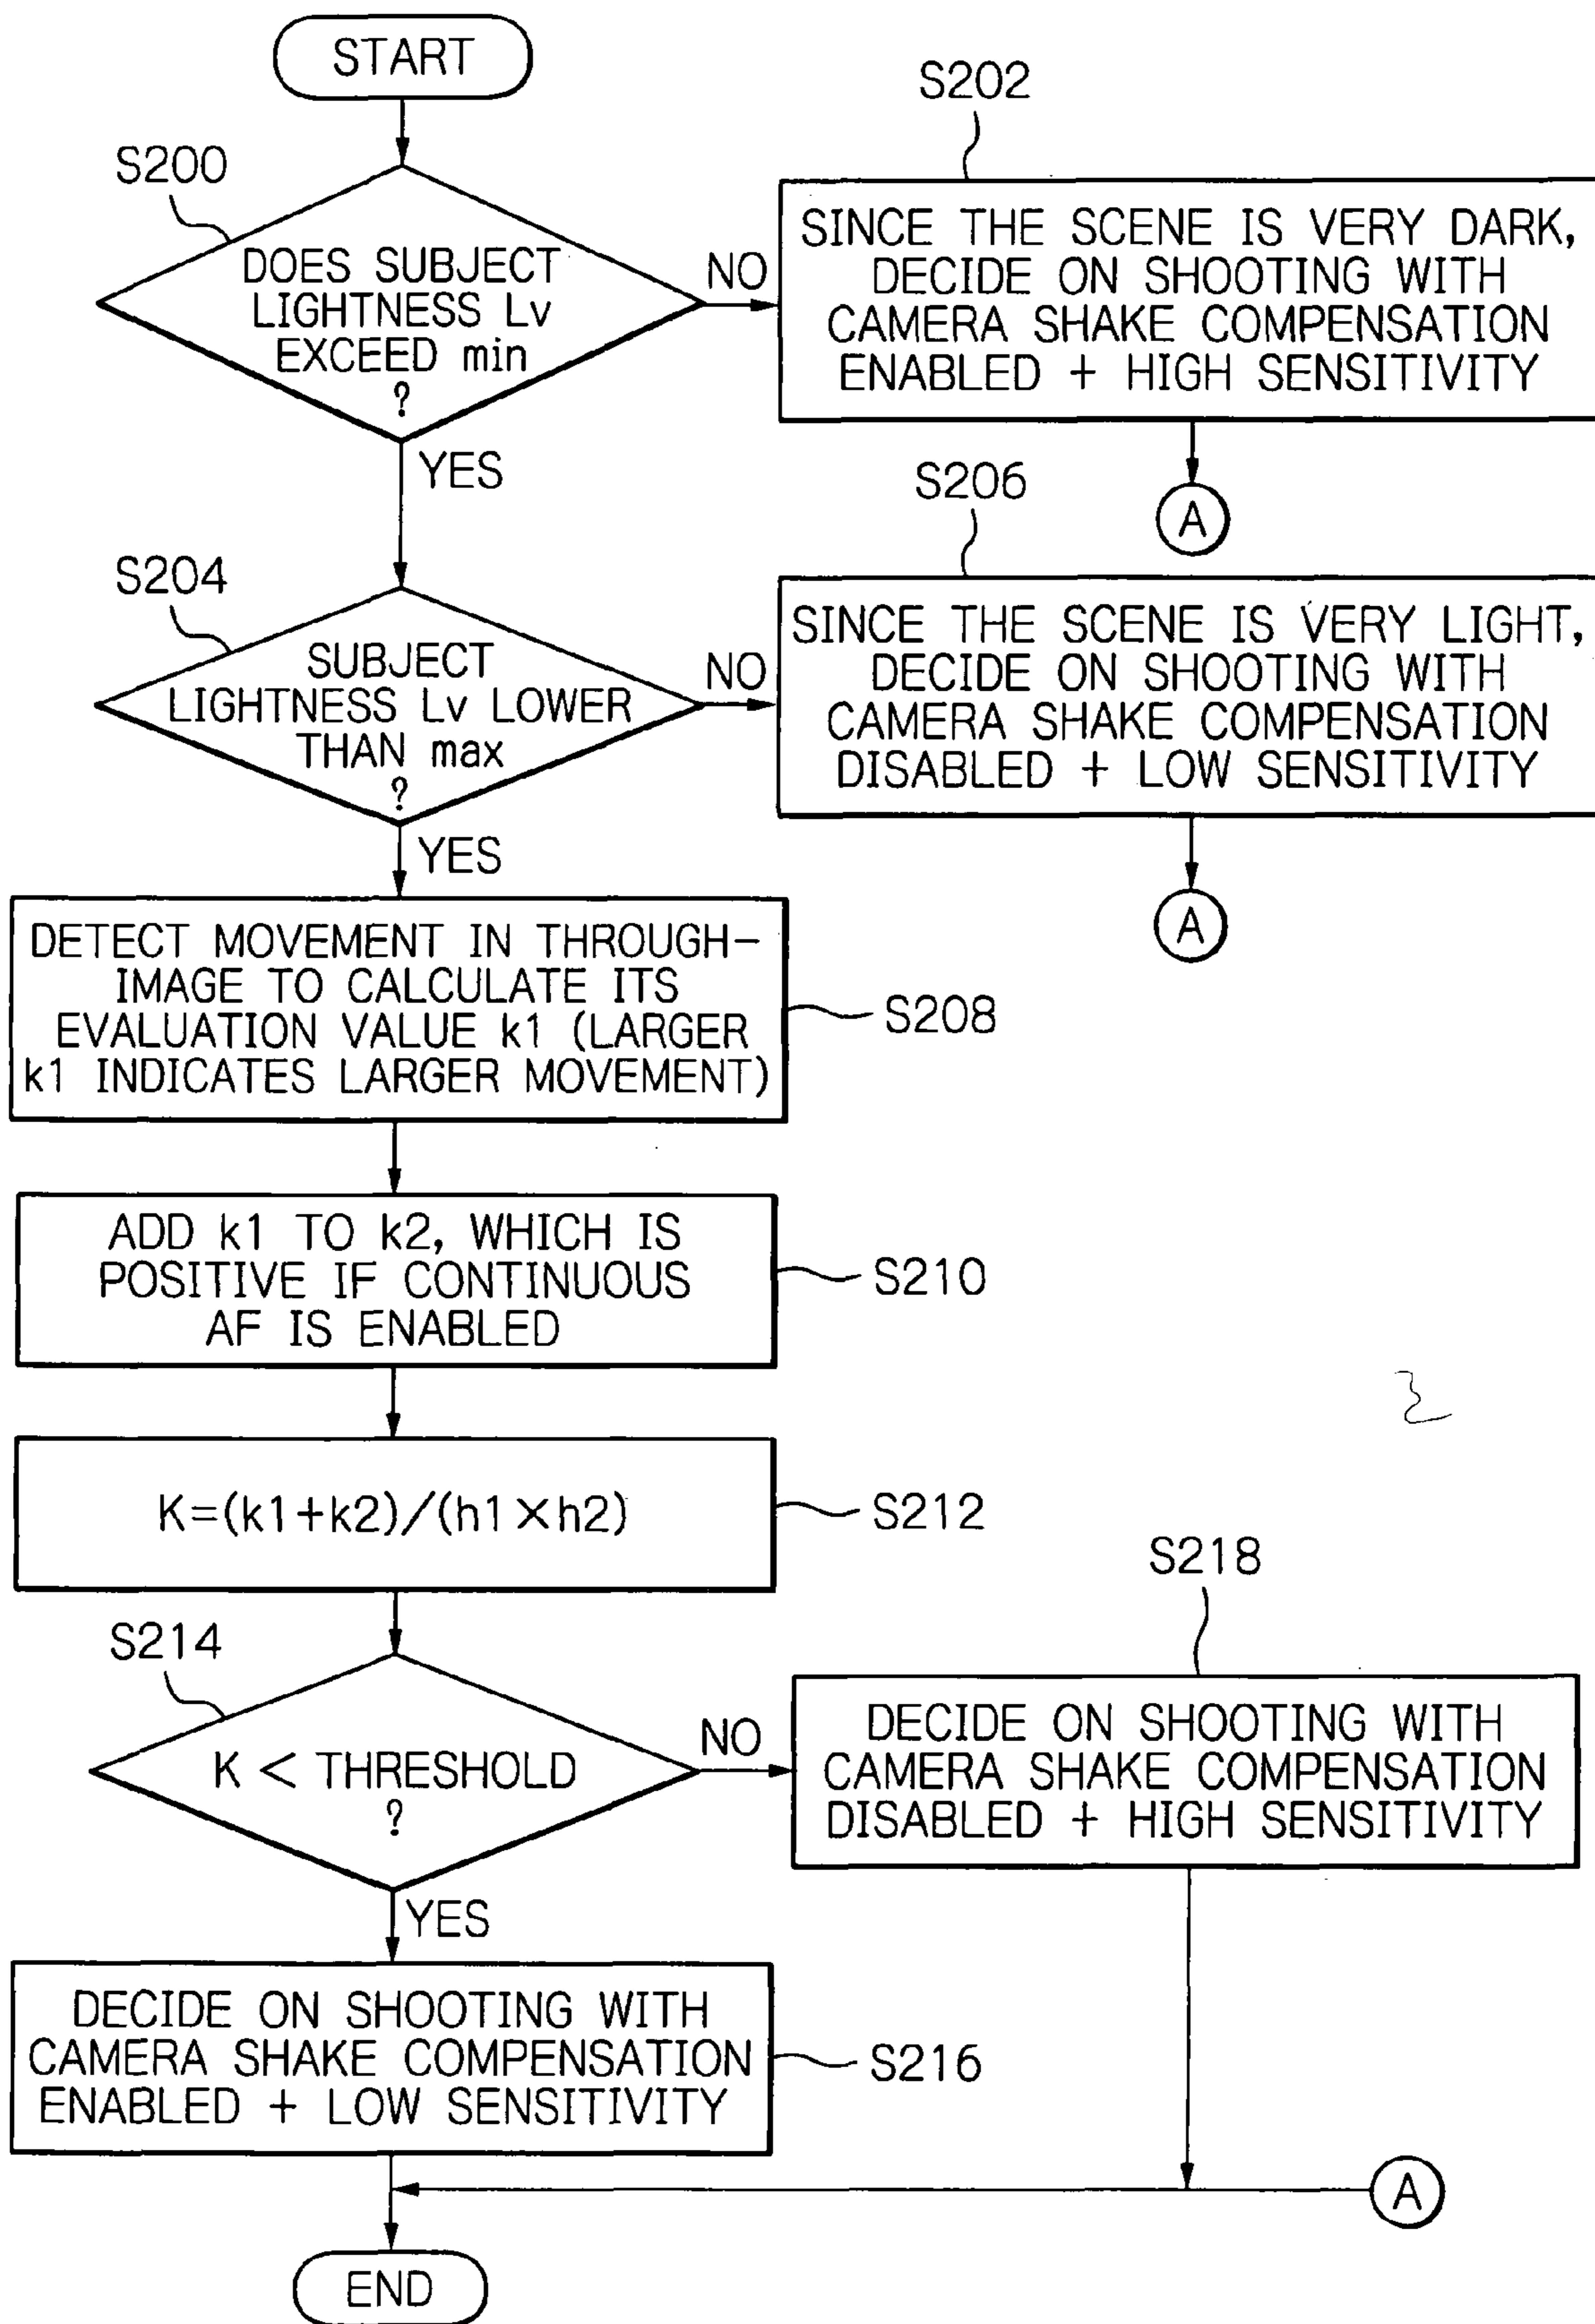 START
S200
DOES SUBJECT
LIGHTNESS Lv
EXCEED min
?
NO
YES
S202
SINCE THE SCENE IS VERY DARK,
DECIDE ON SHOOTING WITH
CAMERA SHAKE COMPENSATION
ENABLED + HIGH SENSITIVITY
A
S204
SUBJECT
LIGHTNESS Lv LOWER
THAN max
?
NO
YES
S206
SINCE THE SCENE IS VERY LIGHT,
DECIDE ON SHOOTING WITH
CAMERA SHAKE COMPENSATION
DISABLED + LOW SENSITIVITY
A
DETECT MOVEMENT IN THROUGH-
IMAGE TO CALCULATE ITS
EVALUATION VALUE k1 (LARGER
k1 INDICATES LARGER MOVEMENT)
S208
ADD k1 TO k2, WHICH IS
POSITIVE IF CONTINUOUS
AF IS ENABLED
S210
K=(k1+k2)/(h1×h2)
S212
S214
K < THRESHOLD
?
NO
YES
S218
DECIDE ON SHOOTING WITH
CAMERA SHAKE COMPENSATION
DISABLED + HIGH SENSITIVITY
DECIDE ON SHOOTING WITH
CAMERA SHAKE COMPENSATION
ENABLED + LOW SENSITIVITY
S216
A
END